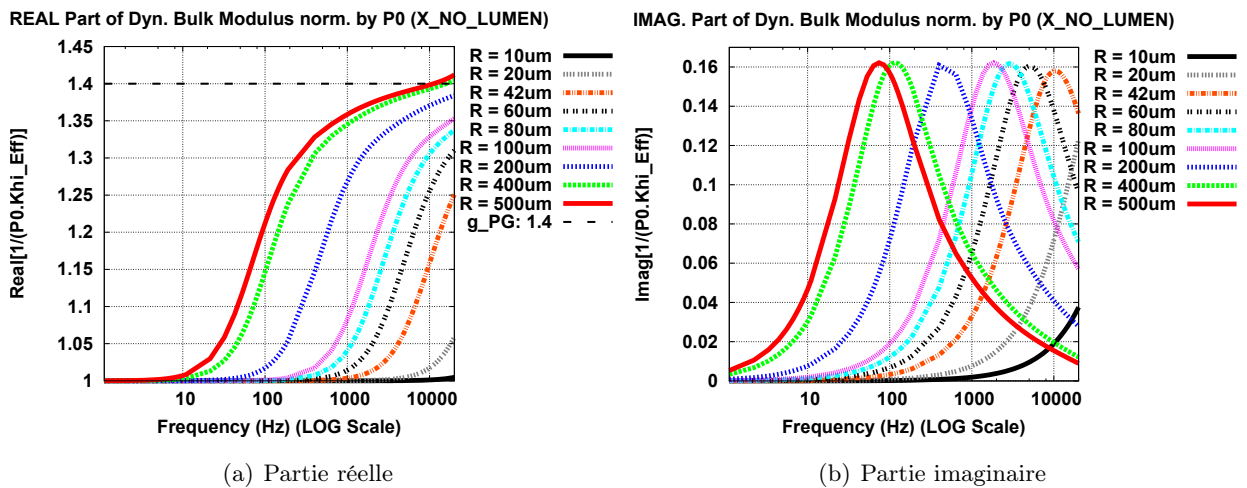 REAL Part of Dyn. Bulk Modulus norm. by P0 (X_NO_LUMEN)
Real[1/(P0.Khi_Eff)]
1.45
1.4
1.35
1.3
1.25
1.2
1.15
1.1
1.05
1
10
100
1000
10000
Frequency (Hz) (LOG Scale)
R = 10um
R = 20um
R = 42um
R = 60um
R = 80um
R = 100um
R = 200um
R = 400um
R = 500um
g_PG: 1.4
(a) Partie réelle
IMAG. Part of Dyn. Bulk Modulus norm. by P0 (X_NO_LUMEN)
Imag[1/(P0.Khi_Eff)]
0.16
0.14
0.12
0.1
0.08
0.06
0.04
0.02
0
10
100
1000
10000
Frequency (Hz) (LOG Scale)
R = 10um
R = 20um
R = 42um
R = 60um
R = 80um
R = 100um
R = 200um
R = 400um
R = 500um
(b) Partie imaginaire